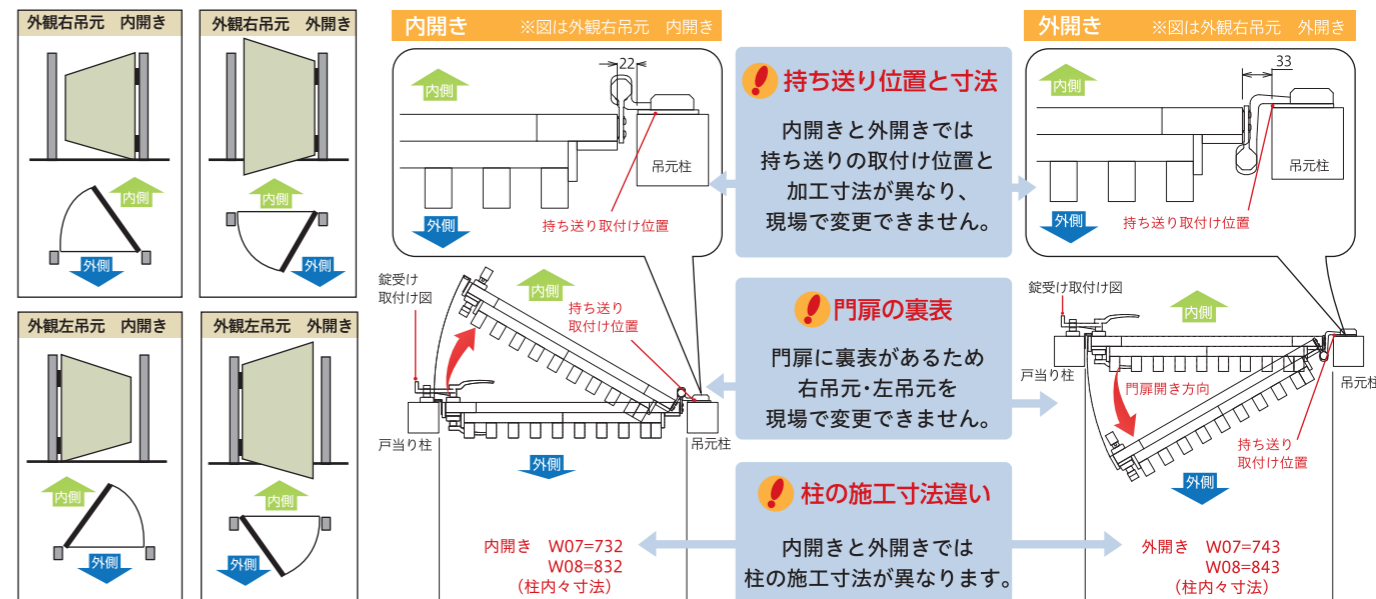 外観右吊元　内開き
内側
外側
外観右吊元　外開き
内側
外側
外観左吊元　内開き
内側
外側
外観左吊元　外開き
内側
外側
内開き　※図は外観右吊元　内開き
22
内側
吊元柱
外側
持ち送り取付け位置
錠受け
取付け図
内側
持ち送り
取付け位置
戸当り柱
吊元柱
外側
内開き　W07=732
W08=832
（柱内々寸法）
持ち送り位置と寸法
内開きと外開きでは
持ち送りの取付け位置と
加工寸法が異なり、
現場で変更できません。
門扉の裏表
門扉に裏表があるため
右吊元・左吊元を
現場で変更できません。
柱の施工寸法違い
内開きと外開きでは
柱の施工寸法が異なります。
外開き　※図は外観右吊元　外開き
33
内側
吊元柱
外側
持ち送り取付け位置
錠受け取付け図
内側
戸当り柱
門扉開き方向
吊元柱
持ち送り
取付け位置
外側
外開き　W07=743
W08=843
（柱内々寸法）